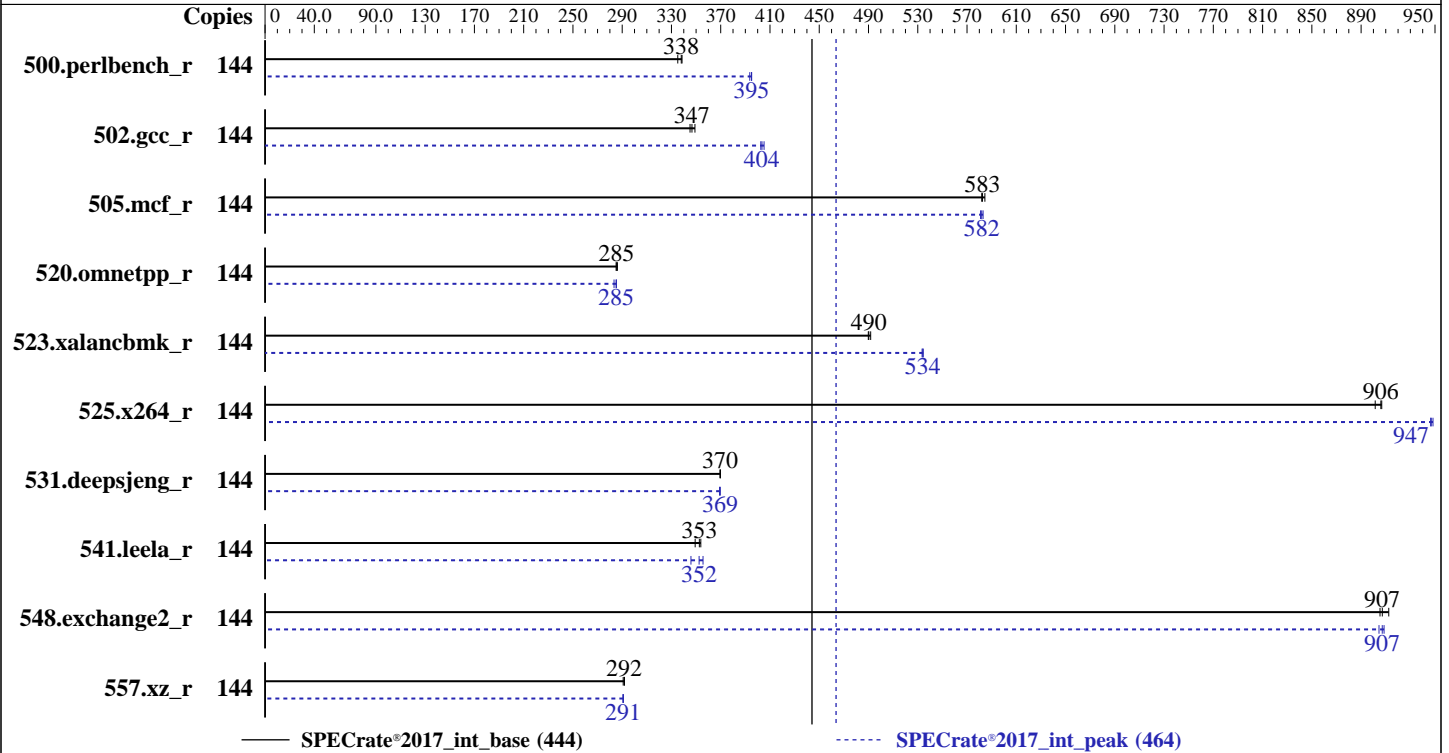 Copies 0 40.0 90.0 130 170 210 250 290 330 370 410 450 490 530 570 610 650 690 730 770 810 850 890 950
338
500.perlbench_r 144
395
347
502.gcc_r 144
404
583
505.mcf_r 144
582
285
520.omnetpp_r 144
285
490
523.xalancbmk_r 144
534
906
525.x264_r 144
947
370
531.deepsjeng_r 144
369
353
541.leela_r 144
352
907
548.exchange2_r 144
907
292
557.xz_r 144
291
SPECrate®2017_int_base (444) SPECrate®2017_int_peak (464)